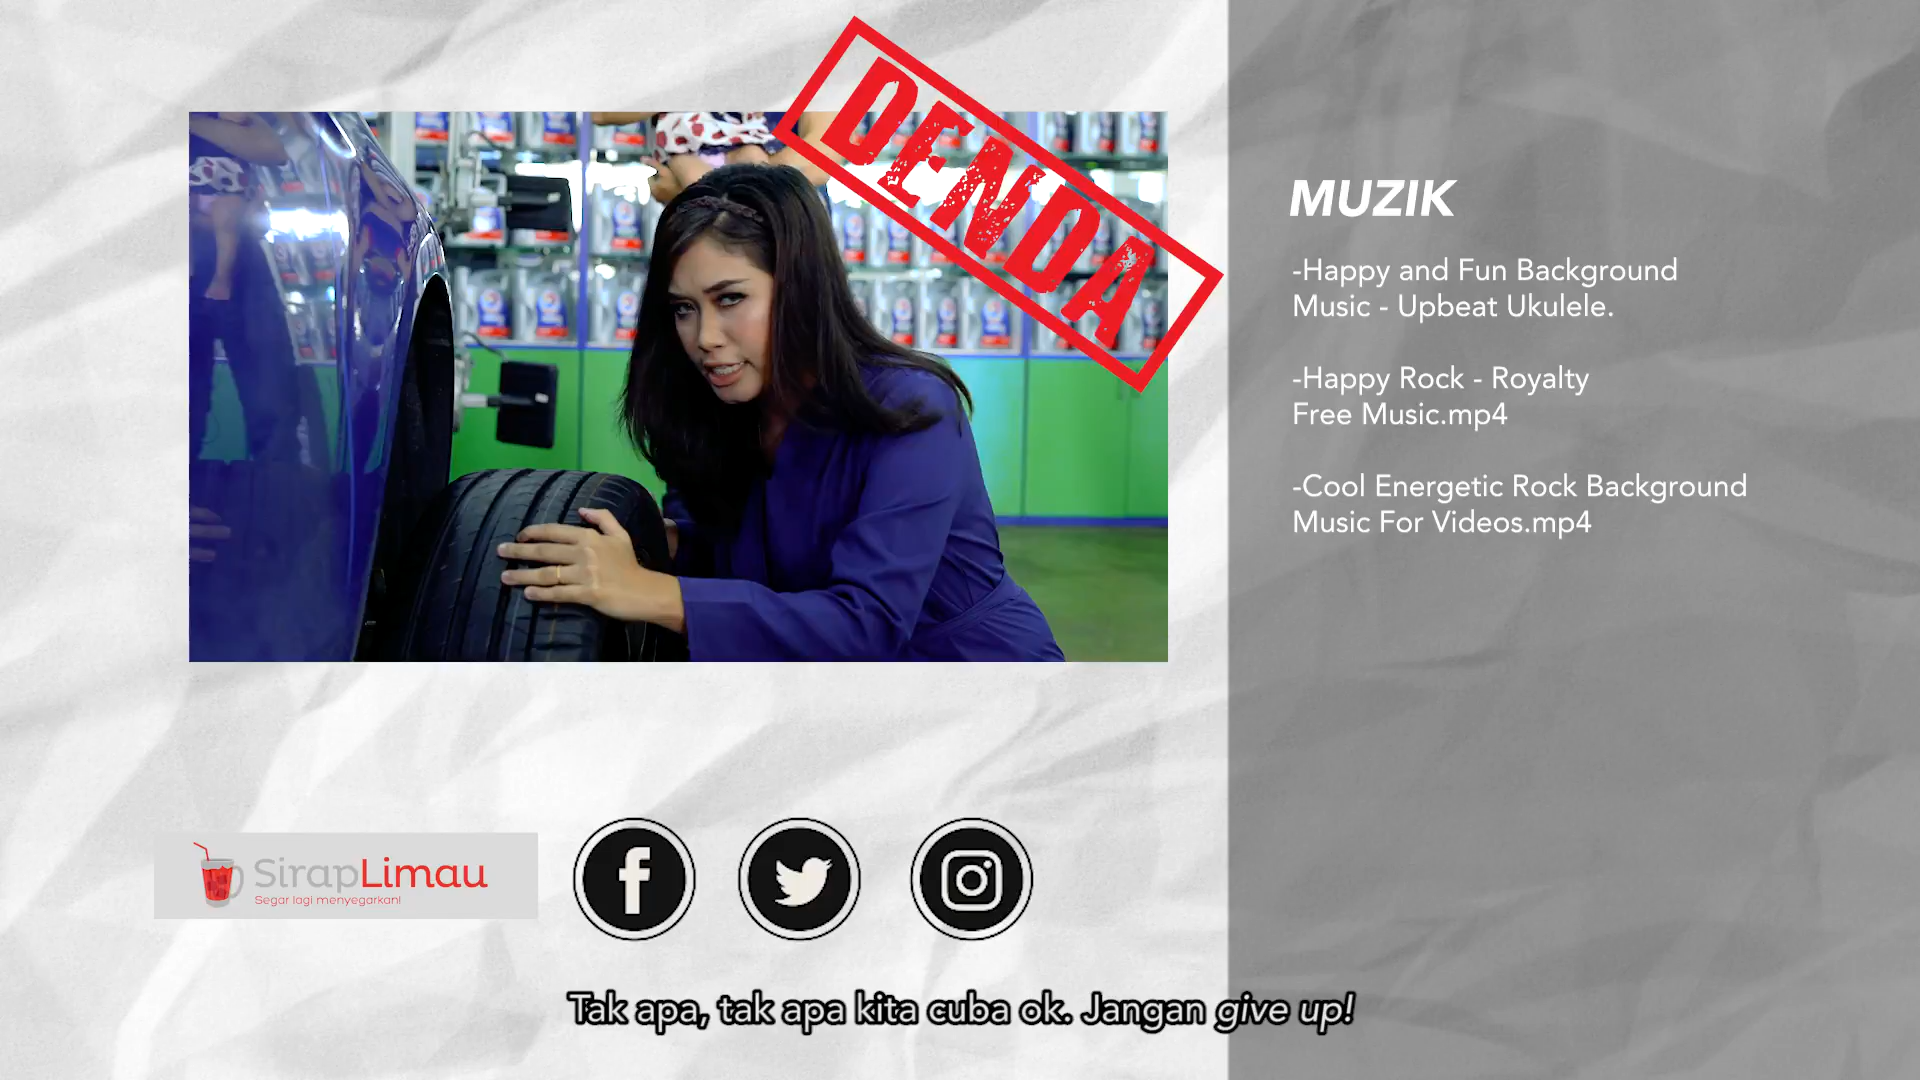 DENDA
MUZIK
-Happy and Fun Background
Music - Upbeat Ukulele.
-Happy Rock - Royalty
Free Music.mp4
-Cool Energetic Rock Background
Music For Videos.mp4
SirapLimau
Segar lagi menyegarkan!
Tak apa, tak apa kita cuba ok. Jangan give up!